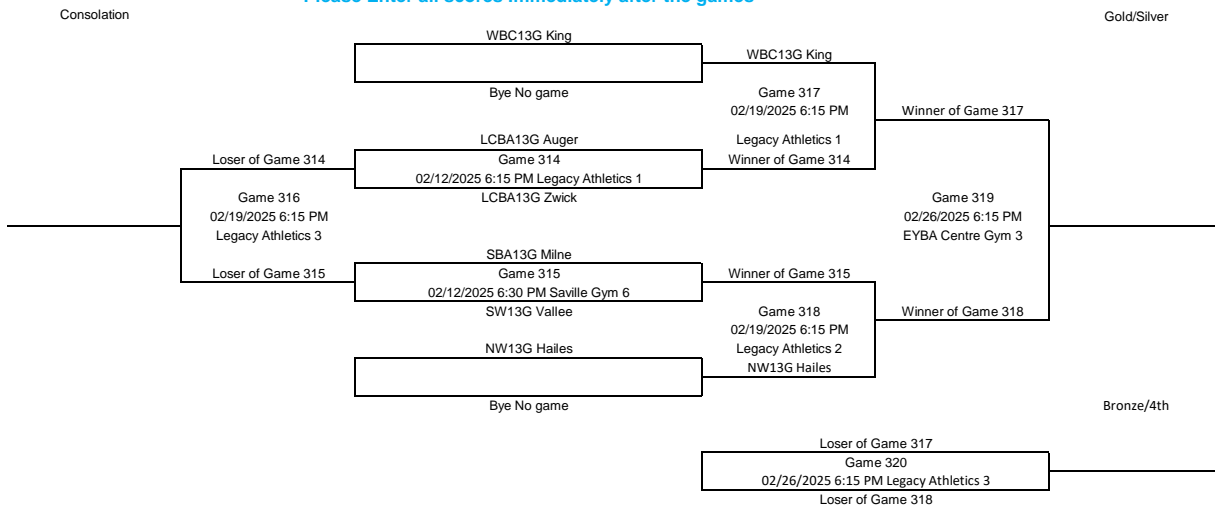 Please Enter all scores immediately after the games
Consolation
Gold/Silver
WBC13G King
WBC13G King
Bye No game
Game 317
02/19/2025 6:15 PM
Winner of Game 317
LCBA13G Auger
Legacy Athletics 1
Loser of Game 314
Game 314
Winner of Game 314
02/12/2025 6:15 PM Legacy Athletics 1
Game 316
LCBA13G Zwick
Game 319
02/19/2025 6:15 PM
02/26/2025 6:15 PM
Legacy Athletics 3
EYBA Centre Gym 3
SBA13G Milne
Loser of Game 315
Game 315
Winner of Game 315
02/12/2025 6:30 PM Saville Gym 6
SW13G Vallee
Game 318
Winner of Game 318
02/19/2025 6:15 PM
NW13G Hailes
Legacy Athletics 2
NW13G Hailes
Bye No game
Bronze/4th
Loser of Game 317
Game 320
02/26/2025 6:15 PM Legacy Athletics 3
Loser of Game 318